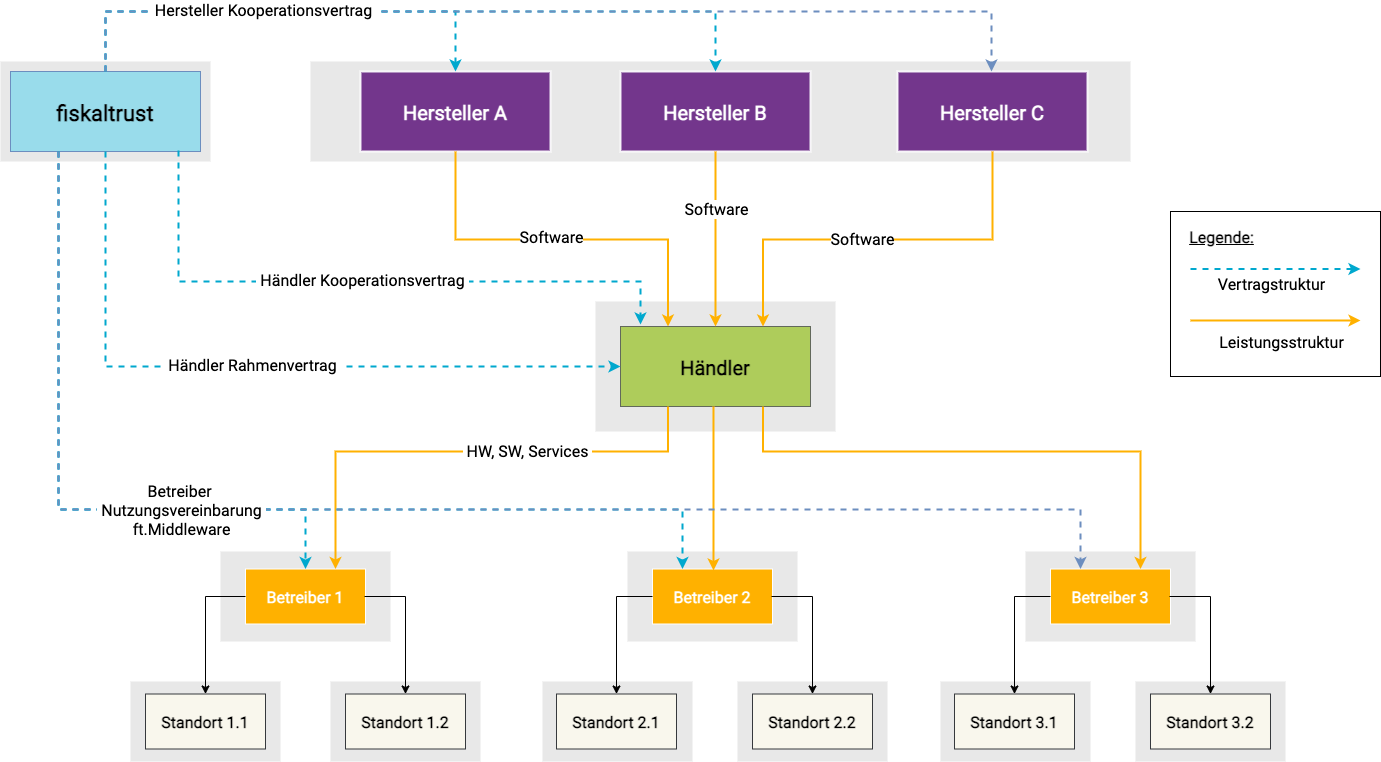 Hersteller Kooperationsvertrag
fiskaltrust
Hersteller A
Hersteller B
Hersteller C
Software
Software
Software
Legende:
Vertragstruktur
Leistungsstruktur
Händler Kooperationsvertrag
Händler Rahmenvertrag
Händler
HW, SW, Services
Betreiber
Nutzungsvereinbarung
ft.Middleware
Betreiber 1
Betreiber 2
Betreiber 3
Standort 1.1
Standort 1.2
Standort 2.1
Standort 2.2
Standort 3.1
Standort 3.2